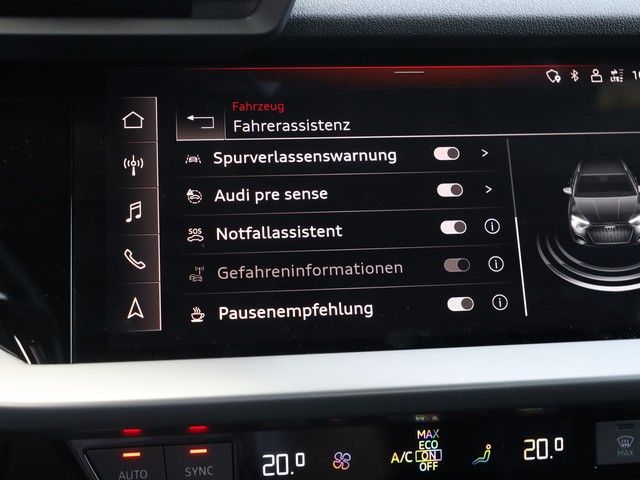 Fahrzeug
Fahrerassistenz
Spurverlassenswarnung
Audi pre sense
SOS
Notfallassistent
Gefahreninformationen
Pausenempfehlung
AUTO
SYNC
20.0
A/C
MAX
ECO
ON
OFF
20.0
MAX